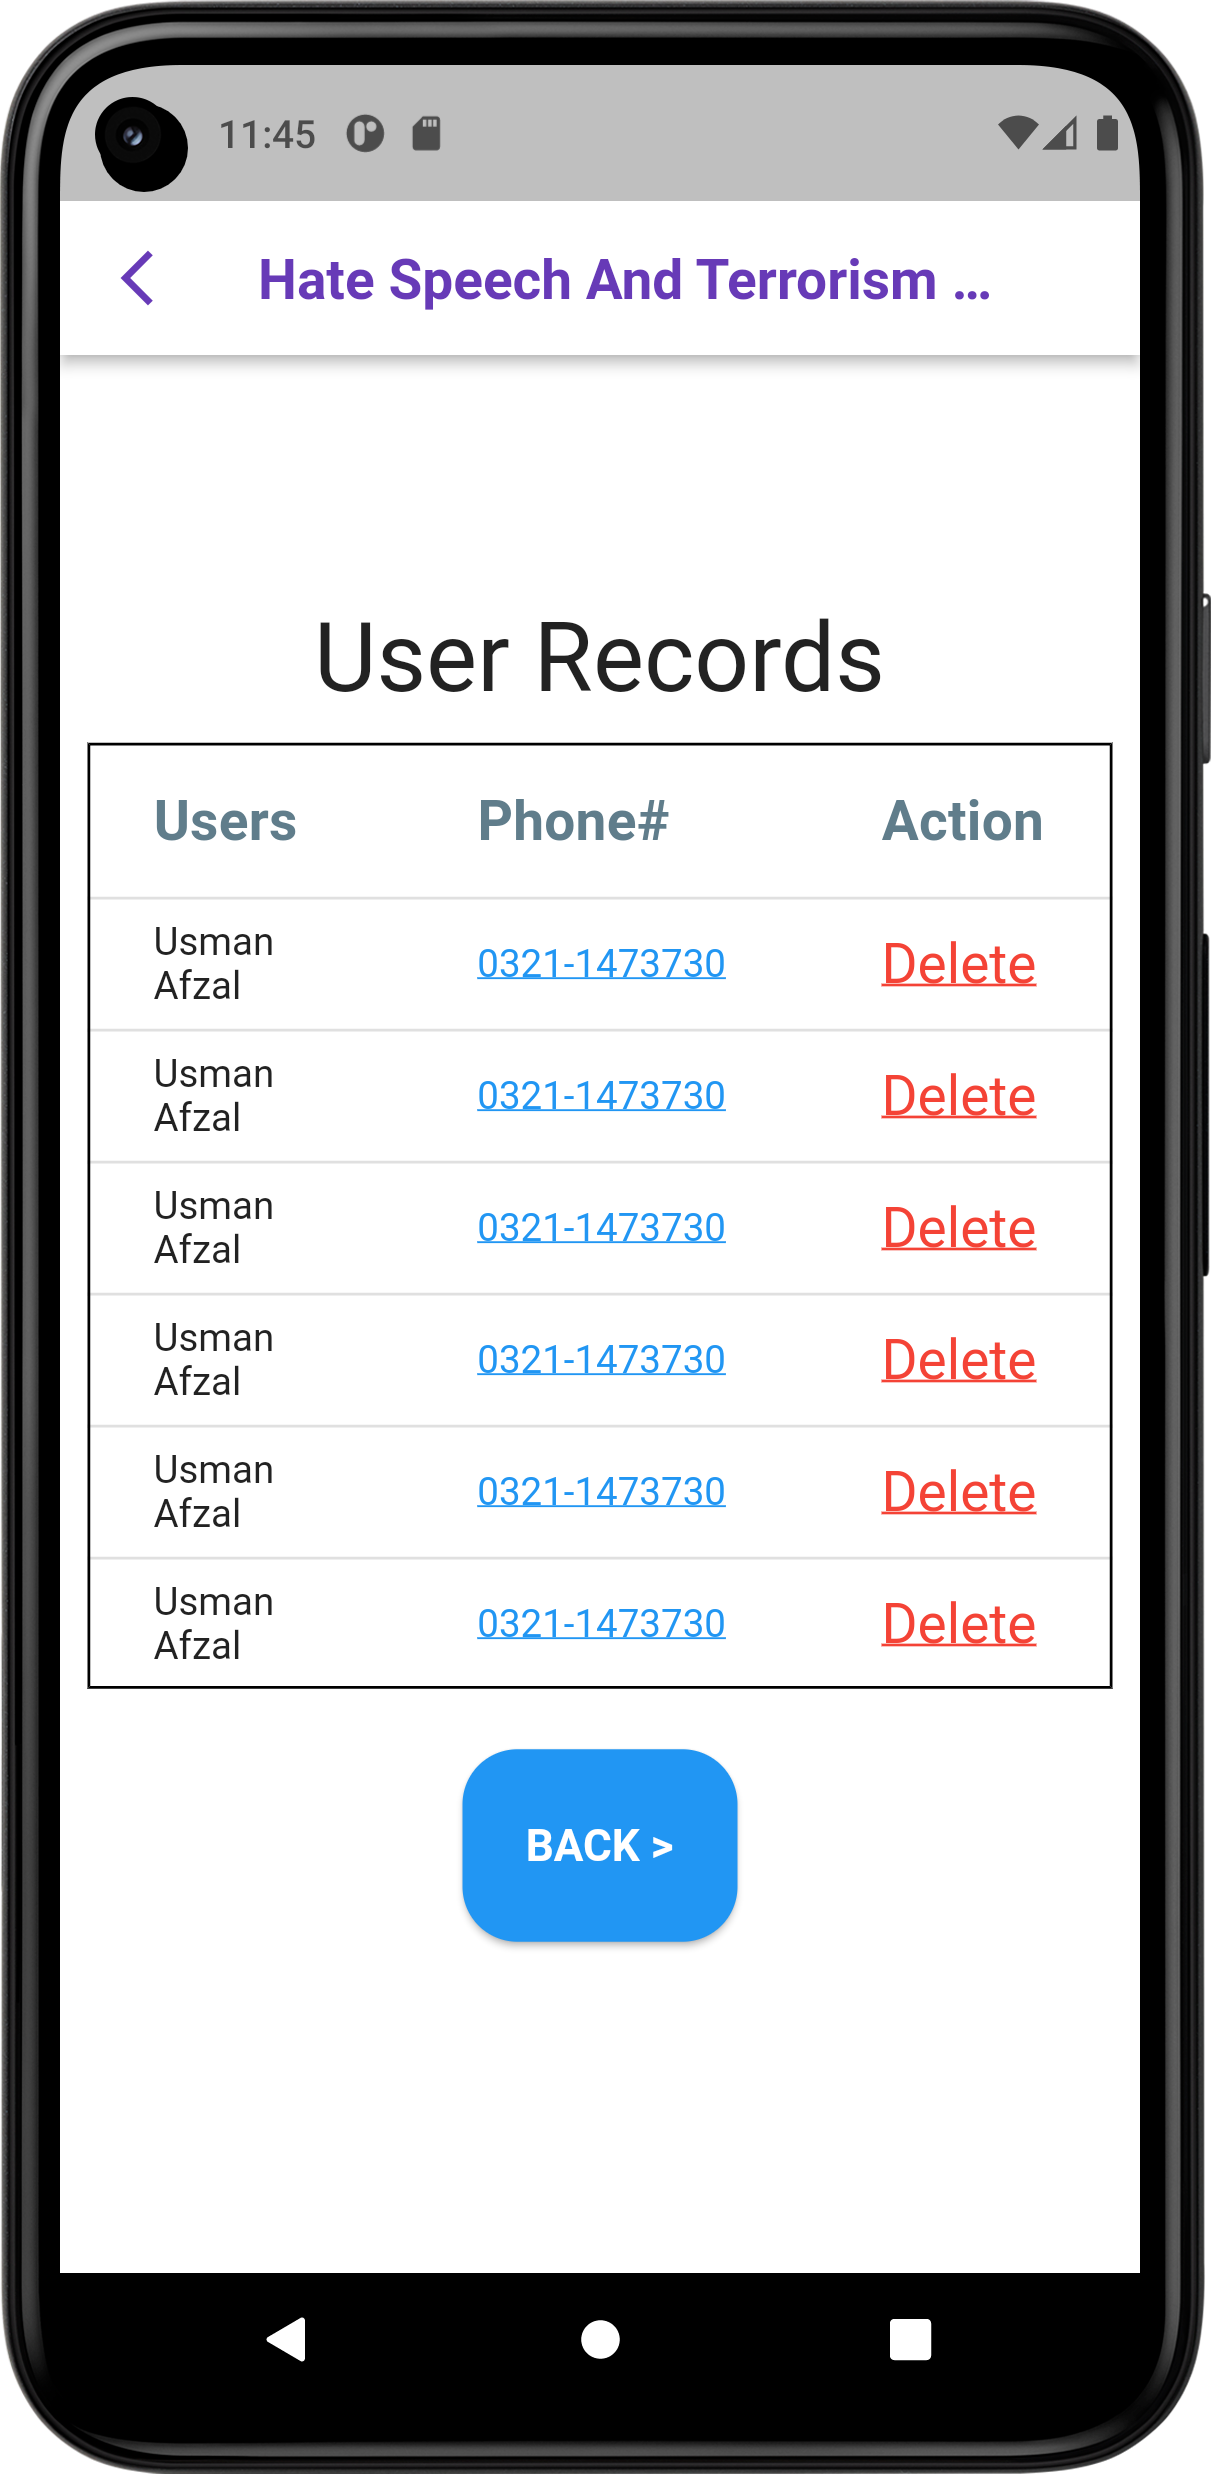 11:45
Hate Speech And Terrorism ...
User Records
Users Phone# Action
Usman
Afzal 0321-1473730 Delete
Usman
Afzal 0321-1473730 Delete
Usman
Afzal 0321-1473730 Delete
Usman
Afzal 0321-1473730 Delete
Usman
Afzal 0321-1473730 Delete
Usman
Afzal 0321-1473730 Delete
BACK >